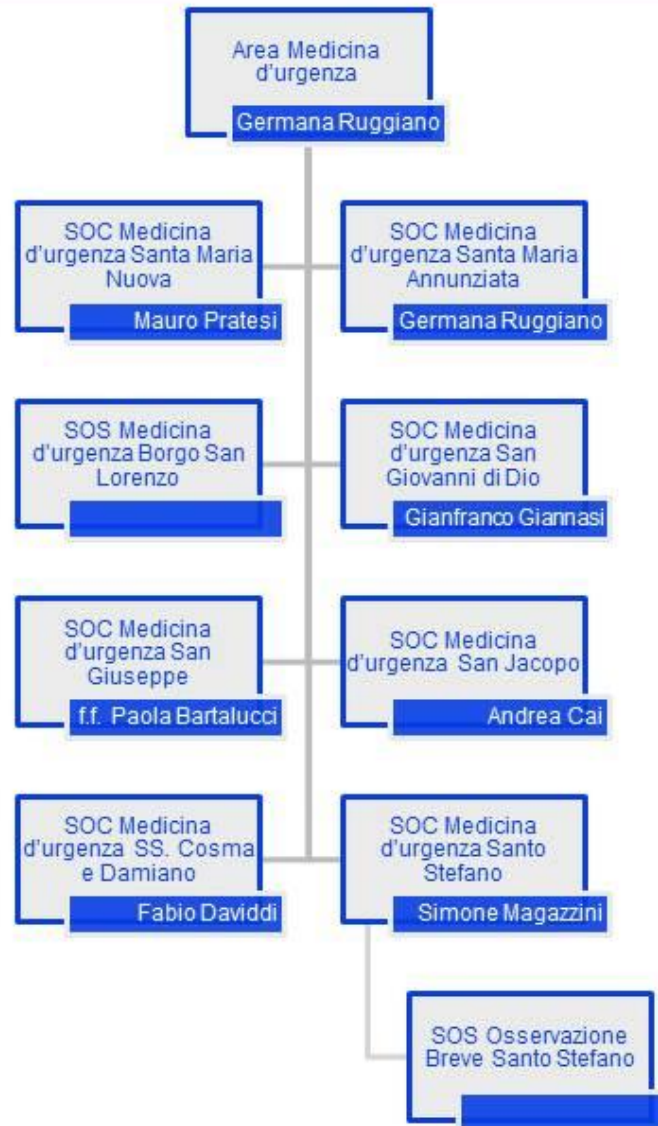 Area Medicina
d'urgenza
Germana Ruggiano
SOC Medicina
d'urgenza Santa Maria
Nuova
Mauro Pratesi
SOC Medicina
d'urgenza Santa Maria
Annunziata
Germana Ruggiano
SOS Medicina
d'urgenza Borgo San
Lorenzo
SOC Medicina
d'urgenza San
Giovanni di Dio
Gianfranco Giannasi
SOC Medicina
d'urgenza San
Giuseppe
f.f. Paola Bartalucci
SOC Medicina
d'urgenza San Jacopo
Andrea Cai
SOC Medicina
d'urgenza SS. Cosma
e Damiano
Fabio Daviddi
SOC Medicina
d'urgenza Santo
Stefano
Simone Magazzini
SOS Osservazione
Breve Santo Stefano